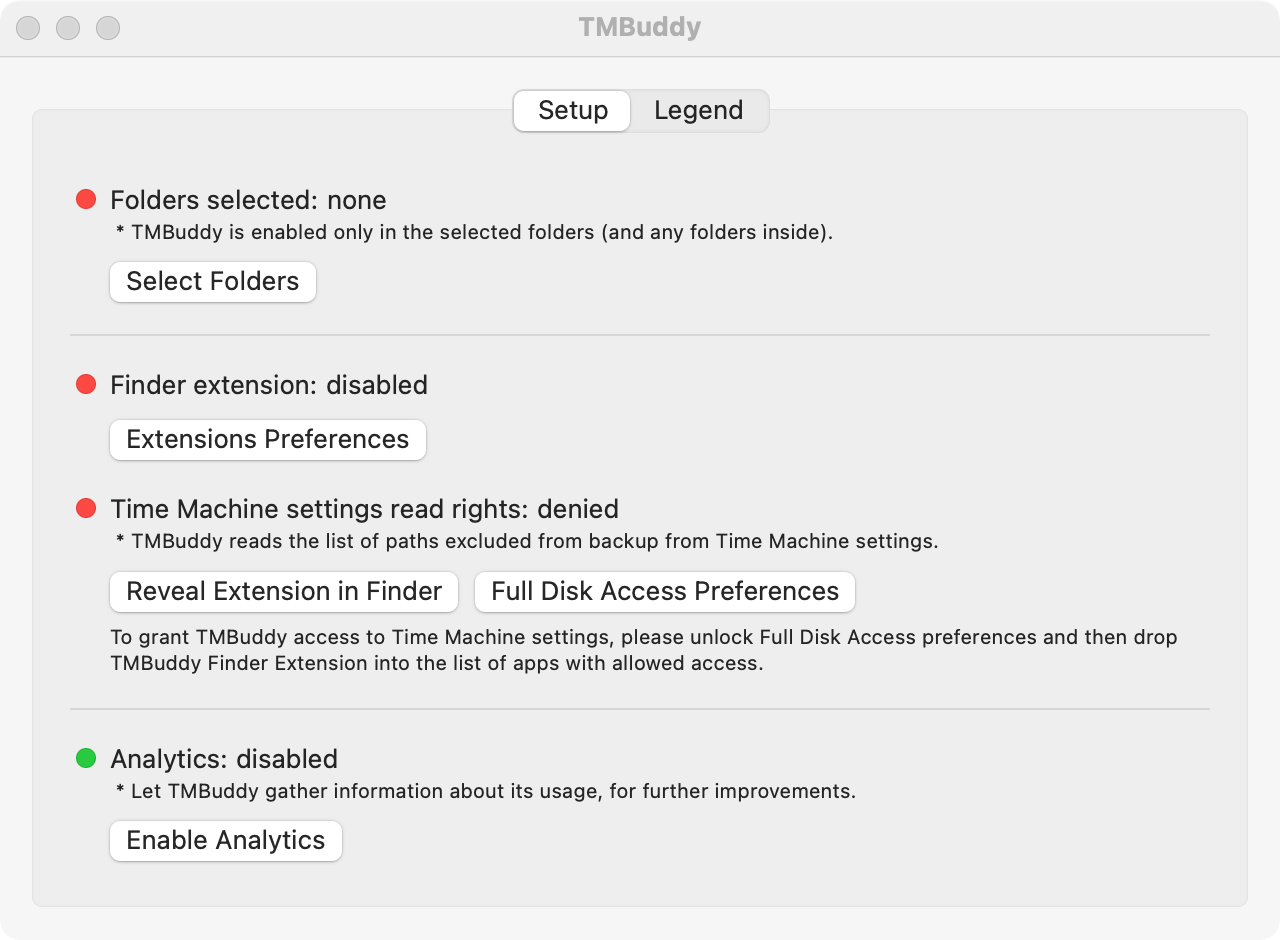 TMBuddy
Setup Legend
Folders selected: none
* TMBuddy is enabled only in the selected folders (and any folders inside).
Select Folders
Finder extension: disabled
Extensions Preferences
Time Machine settings read rights: denied
* TMBuddy reads the list of paths excluded from backup from Time Machine settings.
Reveal Extension in Finder Full Disk Access Preferences
To grant TMBuddy access to Time Machine settings, please unlock Full Disk Access preferences and then drop
TMBuddy Finder Extension into the list of apps with allowed access.
Analytics: disabled
* Let TMBuddy gather information about its usage, for further improvements.
Enable Analytics